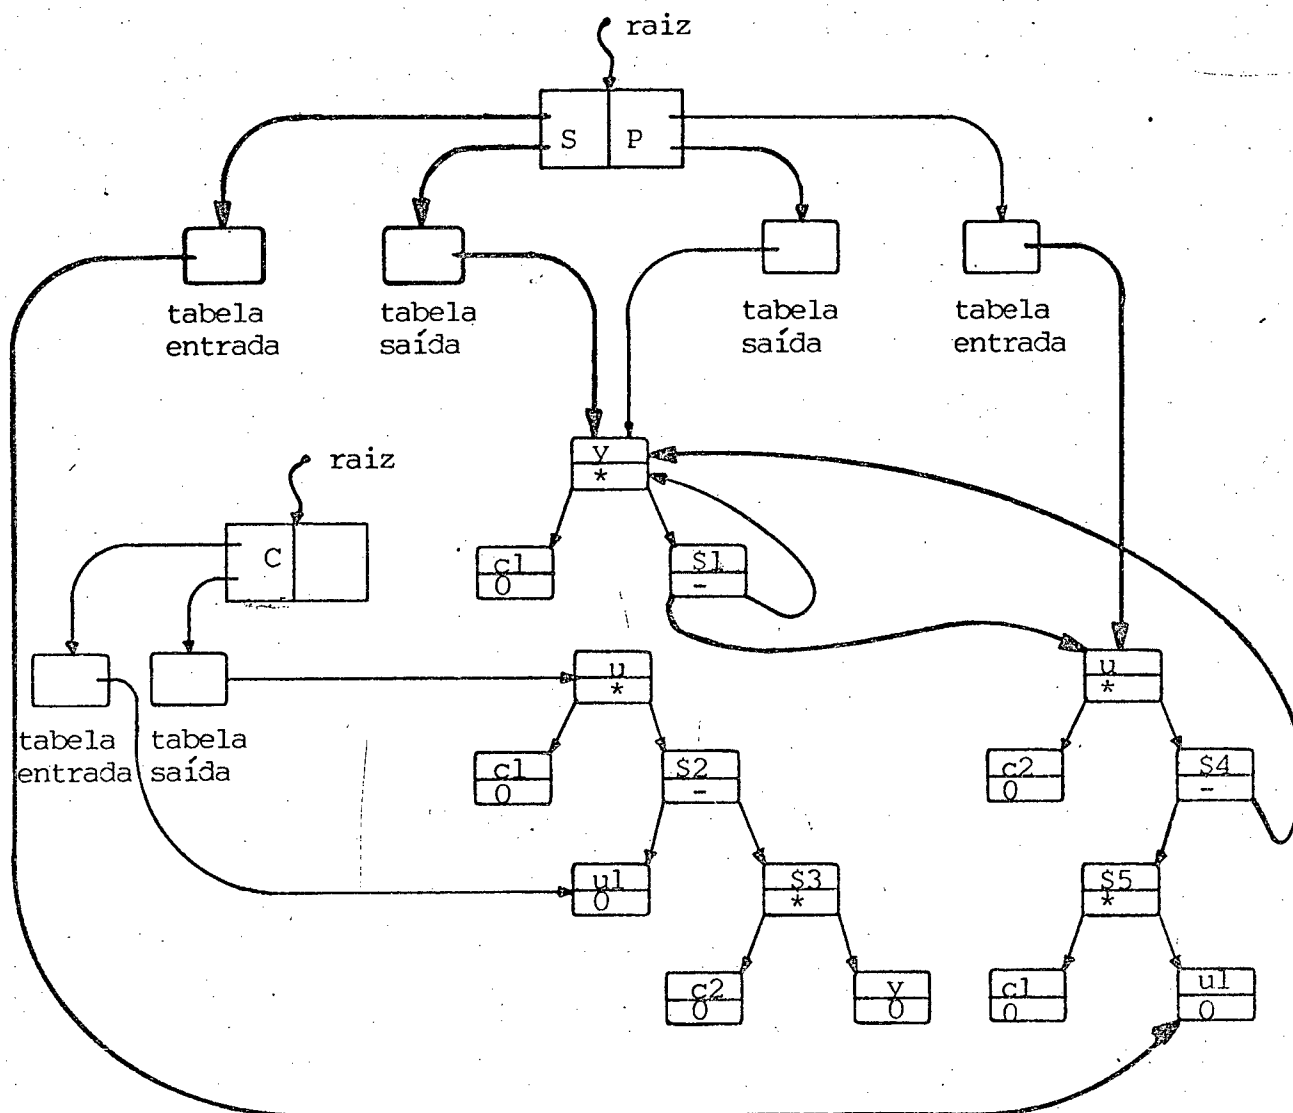 raiz
S P
tabela
entrada
tabela
saída
tabela
saída
tabela
entrada
y
*
raiz
C
c1
0
$1
-
tabela
entrada
tabela
saída
u
*
u
*
c1
0
$2
-
c2
0
$4
-
u1
0
$3
*
$5
*
c2
0
y
0
c1
0
u1
0